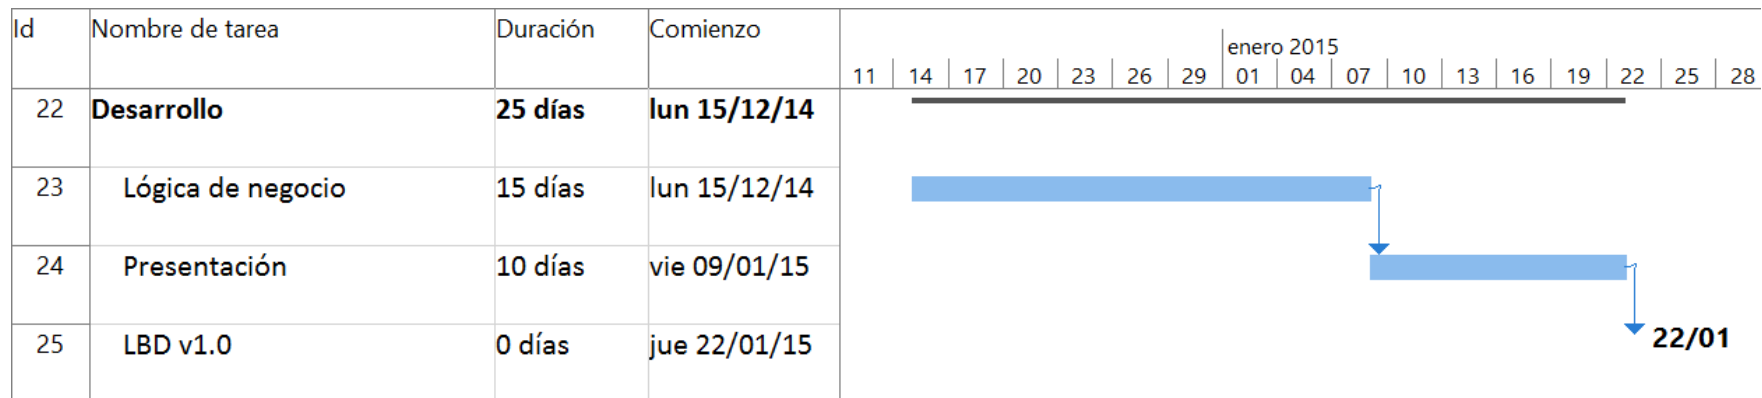 Id Nombre de tarea Duración Comienzo
enero 2015
11 14 17 20 23 26 29 01 04 07 10 13 16 19 22 25 28
22 Desarrollo 25 días lun 15/12/14
23 Lógica de negocio 15 días lun 15/12/14
24 Presentación 10 días vie 09/01/15
25 LBD v1.0 0 días jue 22/01/15 22/01